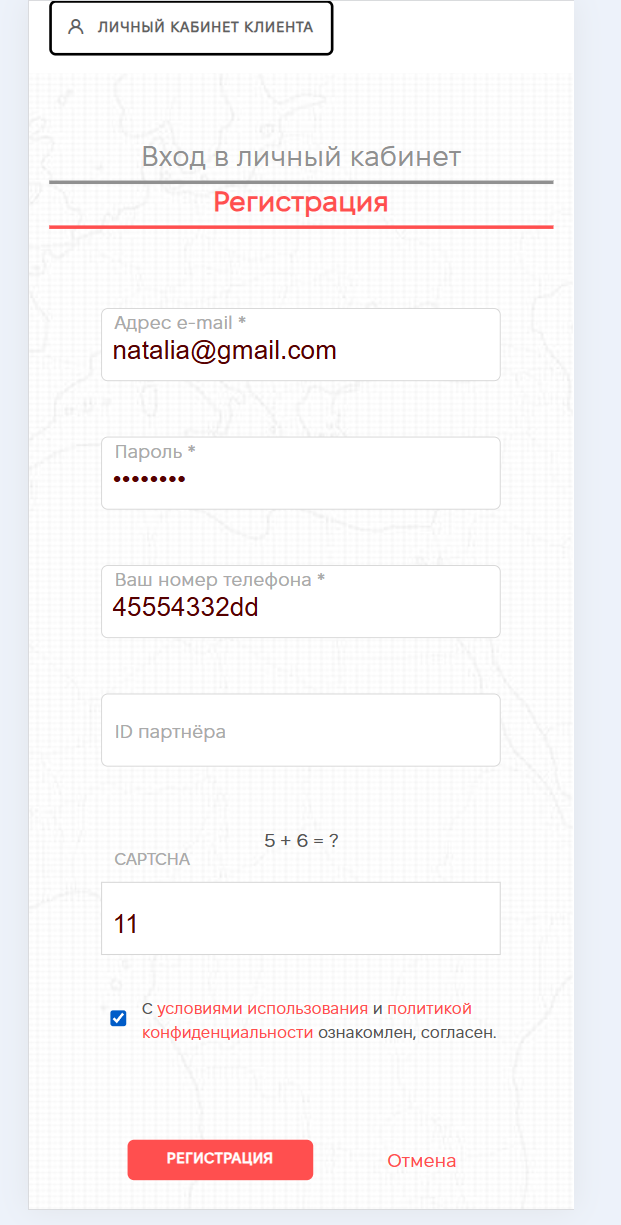 ЛИЧНЫЙ КАБИНЕТ КЛИЕНТА
Вход в личный кабинет
Регистрация
Адрес e-mail *
natalia@gmail.com
Пароль *
••••••••
Ваш номер телефона *
45554332dd
ID партнёра
5 + 6 = ?
CAPTCHA
11
С условиями использования и политикой
конфиденциальности ознакомлен, согласен.
РЕГИСТРАЦИЯ
Отмена